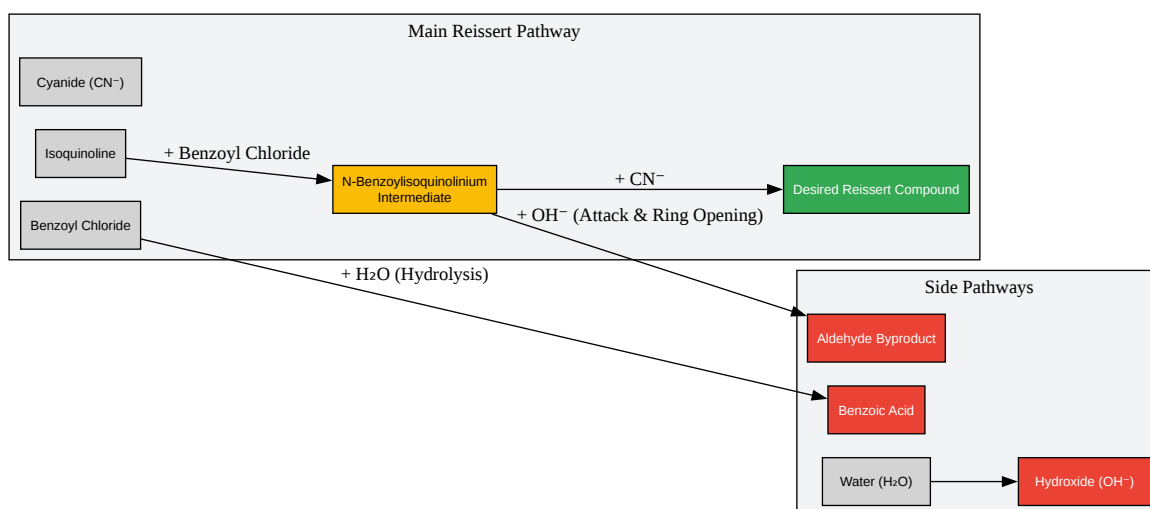 Main Reissert Pathway
Cyanide (CN⁻)
Isoquinoline
+ Benzoyl Chloride
N-Benzoylisoquinolinium
Intermediate
+ CN⁻
Desired Reissert Compound
+ OH⁻ (Attack & Ring Opening)
Benzoyl Chloride
+ H₂O (Hydrolysis)
Side Pathways
Aldehyde Byproduct
Benzoic Acid
Water (H₂O)
Hydroxide (OH⁻)